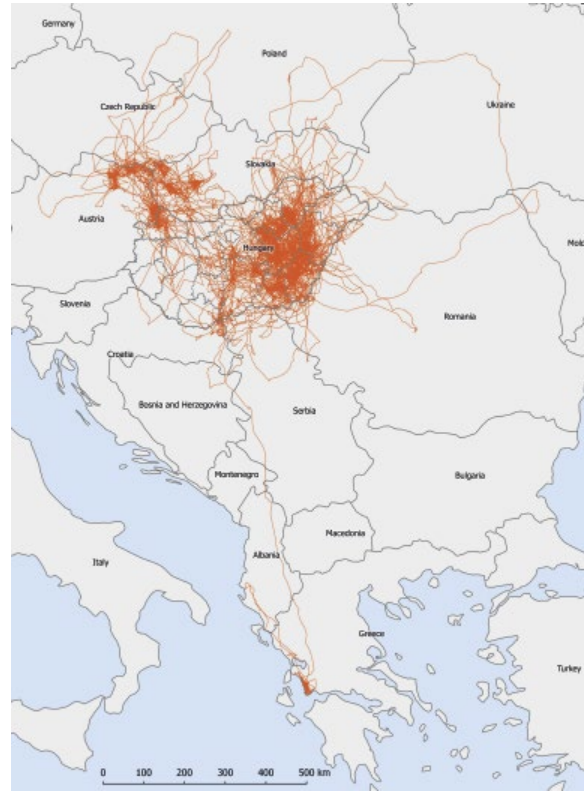 Germany
Poland
Czech Republic
Ukraine
Slovakia
Austria
Hungary
Mold
Slovenia
Romania
Croatia
Bosnia and Herzegovina
Serbia
Montenegro
Bulgaria
Macedonia
Albania
Italy
Greece
Turkey
0 100 200 300 400 500 km